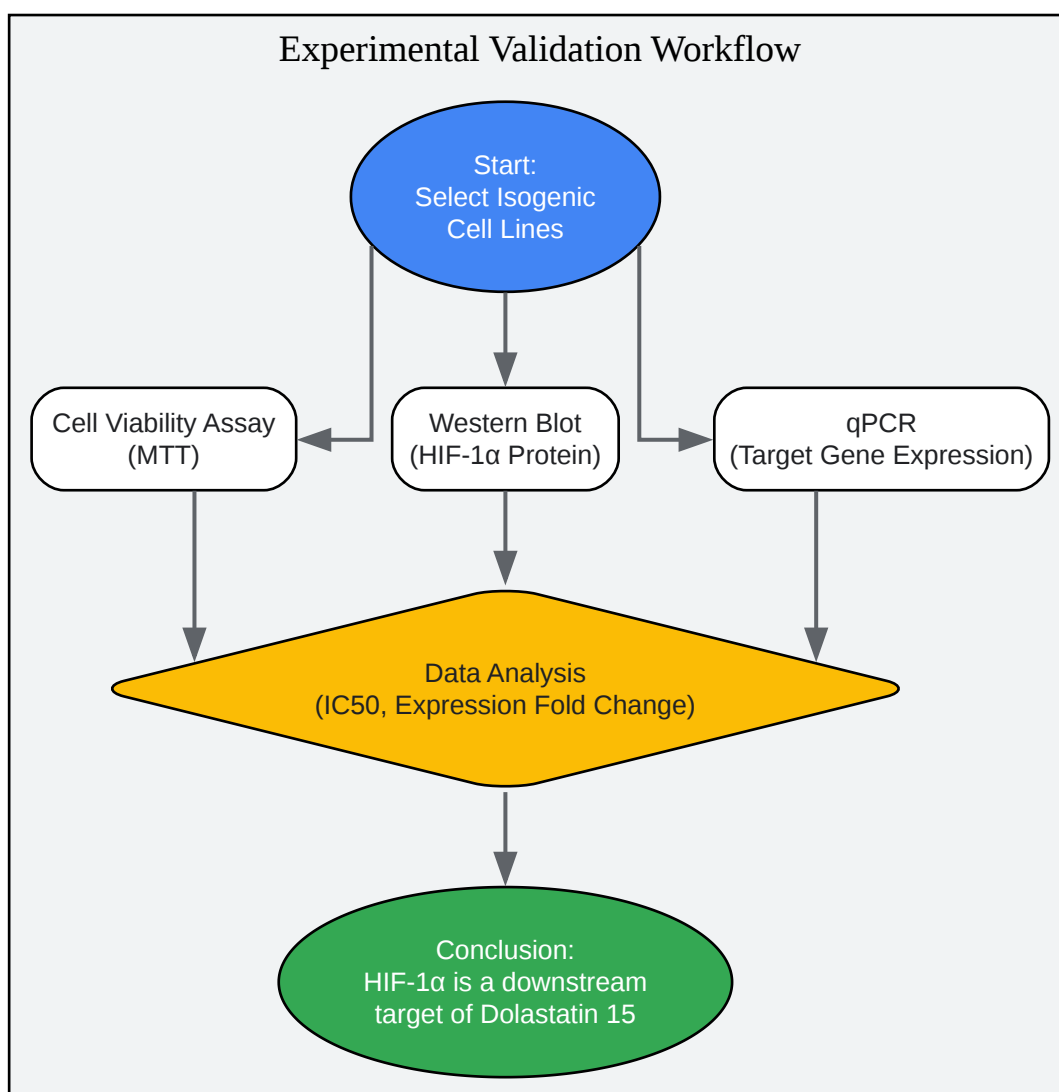 Experimental Validation Workflow
Start:
Select Isogenic
Cell Lines
Cell Viability Assay
(MTT)
Western Blot
(HIF-1α Protein)
qPCR
(Target Gene Expression)
Data Analysis
(IC50, Expression Fold Change)
Conclusion:
HIF-1α is a downstream
target of Dolastatin 15